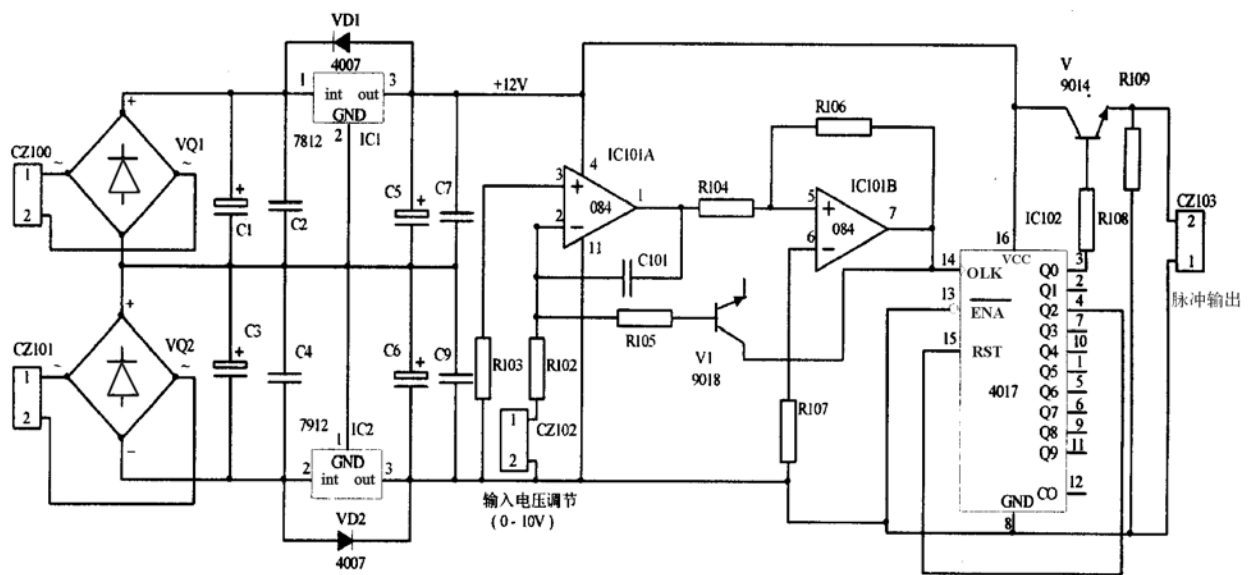 VD1
4007
1
int
out
3
GND
2
7812
IC1
+12V
CZ100
1
2
VQ1
+
~
~
C1
+
C2
C5
+
C7
IC101A
4
3
+
2
−
084
1
11
C101
R103
R102
R104
R105
R106
IC101B
5
+
6
−
084
7
V1
9018
R107
CZ102
1
2
输入电压调节
(0-10V)
CZ101
1
2
VQ2
+
~
~
−
C3
+
C4
C6
+
C9
7912
1
IC2
GND
2
int
out
3
VD2
4007
V
9014
R109
R108
CZ103
2
1
脉冲输出
IC102
16
VCC
14
OLK
13
ENA
15
RST
4017
Q0
3
Q1
2
Q2
4
Q3
7
Q4
10
Q5
1
Q6
5
Q7
6
Q8
9
Q9
11
CO
12
GND
8